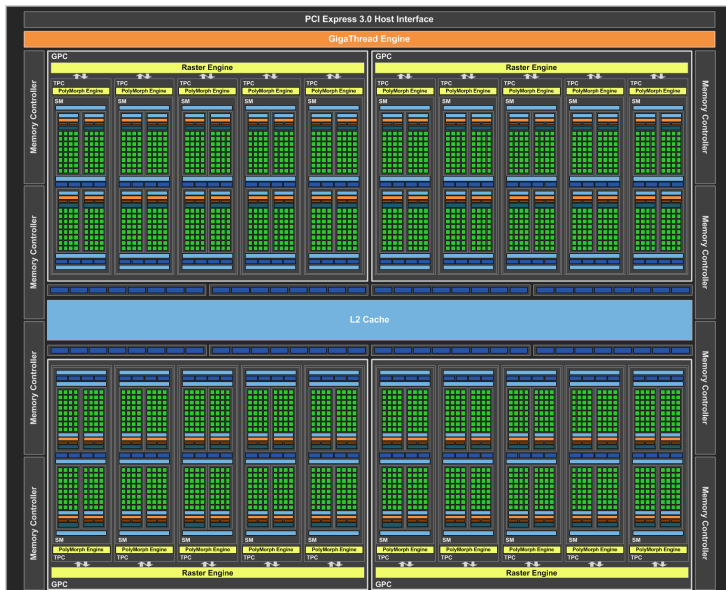 PCI Express 3.0 Host Interface
GigaThread Engine
GPC
GPC
Raster Engine
Raster Engine
TPC TPC TPC TPC TPC
TPC TPC TPC TPC TPC
PolyMorph Engine PolyMorph Engine PolyMorph Engine PolyMorph Engine PolyMorph Engine
PolyMorph Engine PolyMorph Engine PolyMorph Engine PolyMorph Engine PolyMorph Engine
SM SM SM SM SM
SM SM SM SM SM
Memory Controller
Memory Controller
Memory Controller
Memory Controller
L2 Cache
Memory Controller
Memory Controller
Memory Controller
Memory Controller
SM SM SM SM SM
SM SM SM SM SM
PolyMorph Engine PolyMorph Engine PolyMorph Engine PolyMorph Engine PolyMorph Engine
PolyMorph Engine PolyMorph Engine PolyMorph Engine PolyMorph Engine PolyMorph Engine
TPC TPC TPC TPC TPC
TPC TPC TPC TPC TPC
Raster Engine
Raster Engine
GPC
GPC